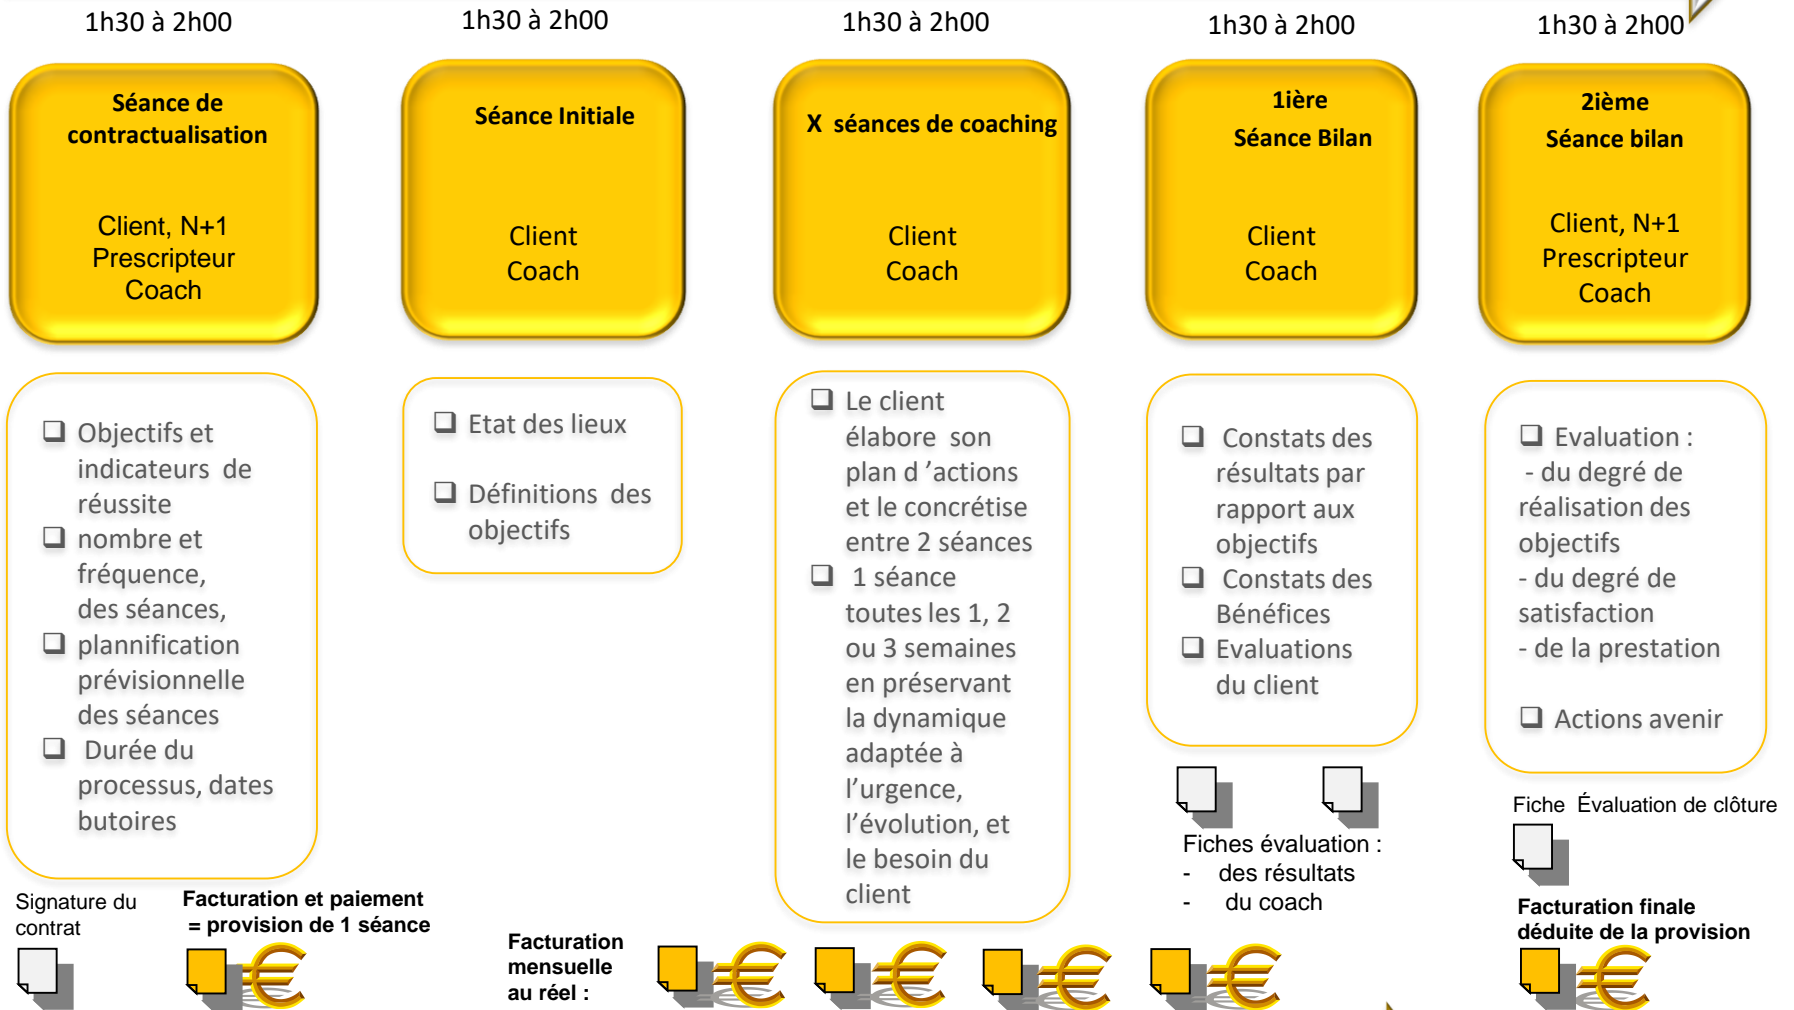 1h30 à 2h00
1h30 à 2h00
1h30 à 2h00
1h30 à 2h00
1h30 à 2h00
Séance de
contractualisation
Client, N+1
Prescripteur
Coach
Séance Initiale
Client
Coach
X séances de coaching
Client
Coach
1ière
Séance Bilan
Client
Coach
2ième
Séance bilan
Client, N+1
Prescripteur
Coach
Objectifs et
indicateurs de
réussite
nombre et
fréquence,
des séances,
plannification
prévisionnelle
des séances
Durée du
processus, dates
butoires
Etat des lieux
Définitions des
objectifs
Le client
élabore son
plan d ’actions
et le concrétise
entre 2 séances
1 séance
toutes les 1, 2
ou 3 semaines
en préservant
la dynamique
adaptée à
l’urgence,
l’évolution, et
le besoin du
client
Constats des
résultats par
rapport aux
objectifs
Constats des
Bénéfices
Evaluations
du client
Evaluation :
- du degré de
réalisation des
objectifs
- du degré de
satisfaction
- de la prestation
Actions avenir
Signature du
contrat
Facturation et paiement
= provision de 1 séance
Facturation
mensuelle
au réel :
Fiches évaluation :
- des résultats
- du coach
Fiche Évaluation de clôture
Facturation finale
déduite de la provision